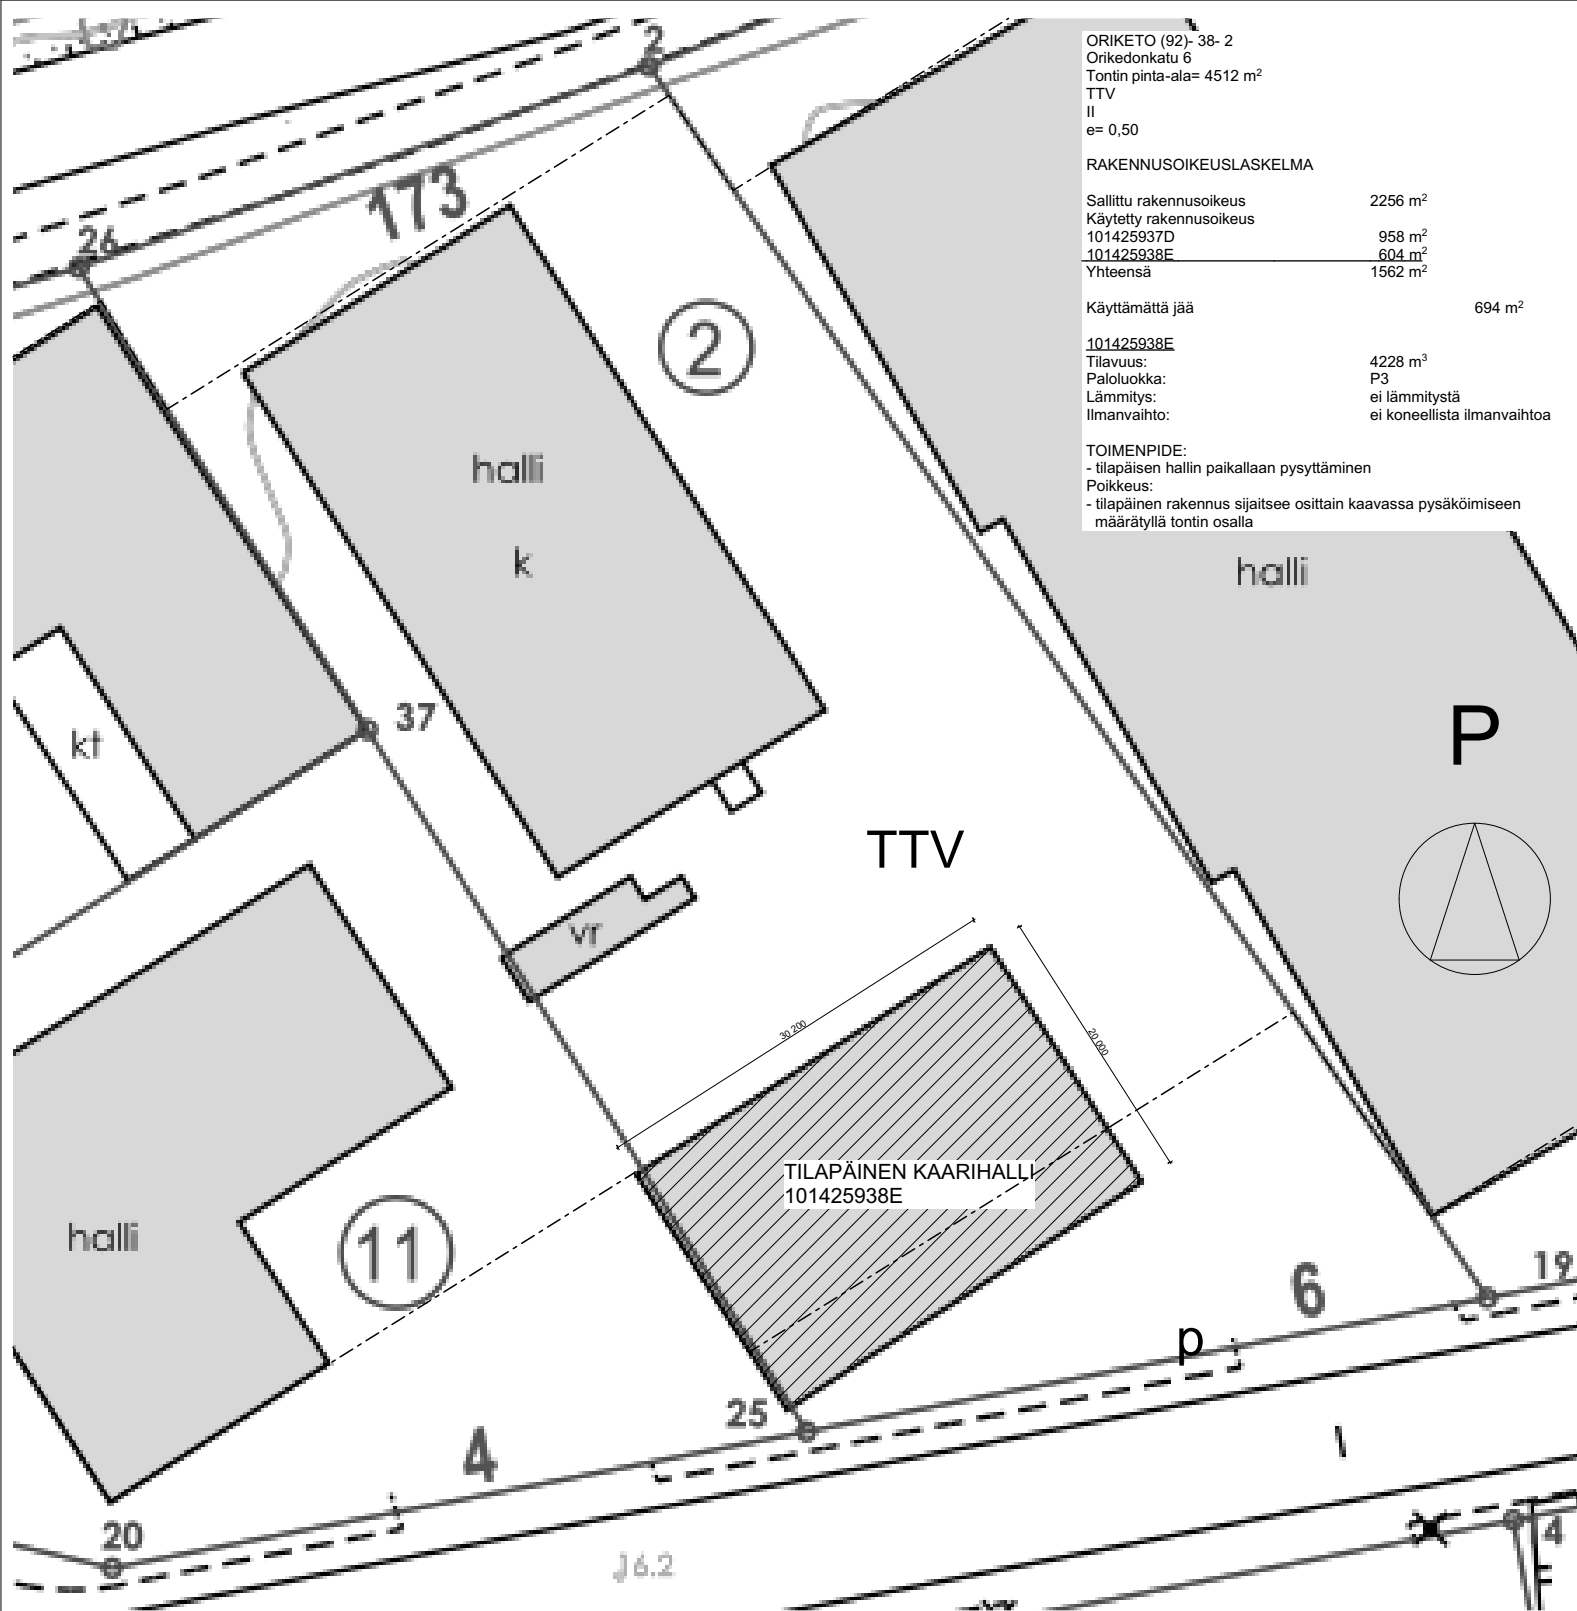 ORIKETO (92)- 38- 2
Orikedonkatu 6
Tontin pinta-ala= 4512 m²
TTV
II
e= 0,50
RAKENNUSOIKEUSLASKELMA
Sallittu rakennusoikeus 2256 m²
Käytetty rakennusoikeus
101425937D 958 m²
101425938E 604 m²
Yhteensä 1562 m²
Käyttämättä jää 694 m²
101425938E
Tilavuus: 4228 m³
Paloluokka: P3
Lämmitys: ei lämmitystä
Ilmanvaihto: ei koneellista ilmanvaihtoa
TOIMENPIDE:
- tilapäisen hallin paikallaan pysyttäminen
Poikkeus:
- tilapäinen rakennus sijaitsee osittain kaavassa pysäköimiseen
määrätyllä tontin osalla
2
173
26
2
halli
k
halli
37
kt
P
TTV
vr
30 200
20 000
TILAPÄINEN KAARIHALLI
101425938E
halli
11
6
19
p
25
4
I
20
16.2
4